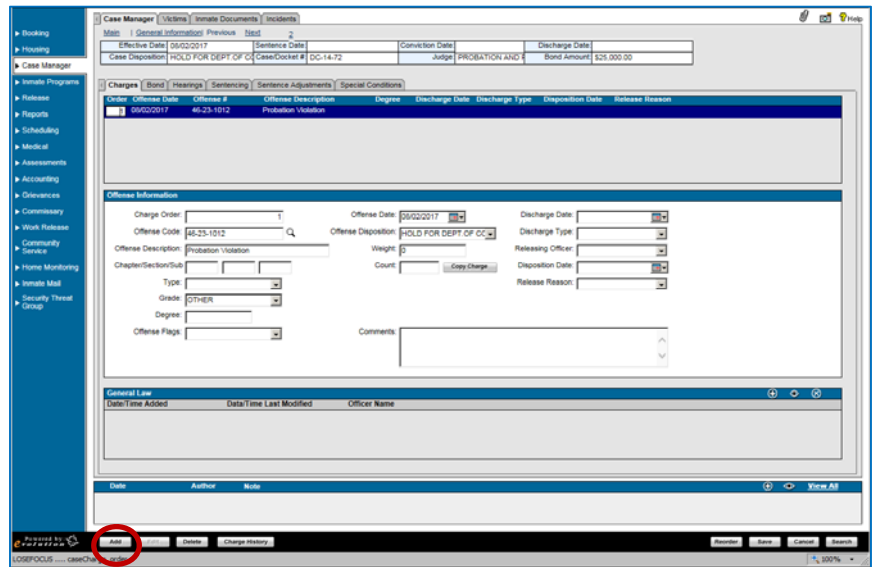 Case Manager Victims Inmate Documents Incidents
Help
Main | General Information| Previous Next 2
Effective Date: 08/02/2017 Sentence Date: Conviction Date: Discharge Date:
Case Disposition: HOLD FOR DEPT OF CO Case/Docket #: DC-14-72 Judge: PROBATION AND Bond Amount: $25,000.00
Booking
Housing
Case Manager
Inmate Programs
Release
Reports
Scheduling
Medical
Assessments
Accounting
Grievances
Commissary
Work Release
Community Service
Home Monitoring
Inmate Mail
Security Threat Group
Charges Bond Hearings Sentencing Sentence Adjustments Special Conditions
Order Offense Date Offense # Offense Description Degree Discharge Date Discharge Type Disposition Date Release Reason
08/02/2017 46-23-1012 Probation Violation
Offense Information
Charge Order: 1 Offense Date: 08/02/2017 Discharge Date:
Offense Code: 46-23-1012 Offense Disposition: HOLD FOR DEPT OF CC Discharge Type:
Offense Description: Probation Violation Weight: 0 Releasing Officer:
Chapter/Section/Sub Count: Copy Charge Disposition Date:
Type: Release Reason:
Grade: OTHER
Degree:
Offense Flags: Comments:
General Law
Date/Time Added Data/Time Last Modified Officer Name
Date Author Note View All
Powered by evolution Add Edit Delete Charge History Reorder Save Cancel Search
LOSEFOCUS ..... caseCharge_order 100%